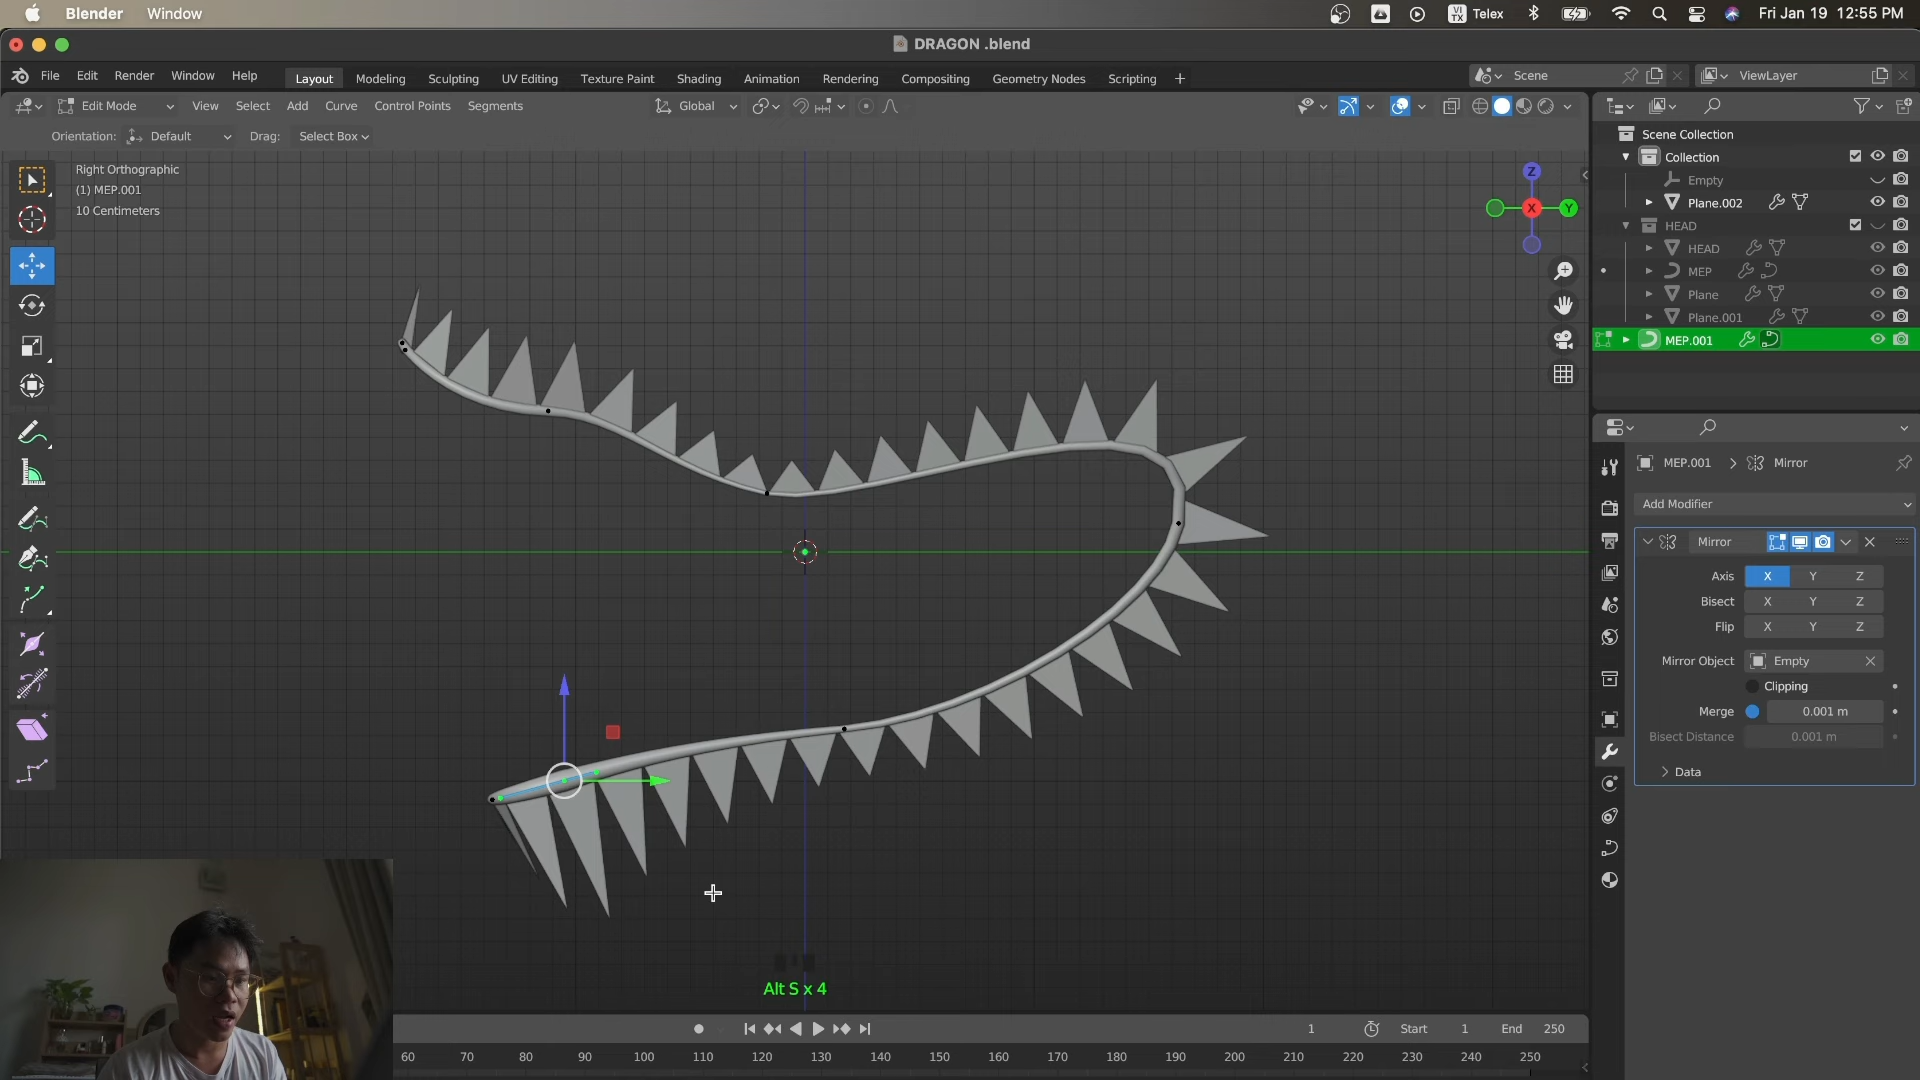 Blender Window
Telex Fri Jan 19 12:55 PM
DRAGON .blend
File Edit Render Window Help Layout Modeling Sculpting UV Editing Texture Paint Shading Animation Rendering Compositing Geometry Nodes Scripting + Scene ViewLayer
Edit Mode View Select Add Curve Control Points Segments Global
Orientation: Default Drag: Select Box
Right Orthographic
(1) MEP.001
10 Centimeters
Z
X
Y
Scene Collection
Collection
Empty
Plane.002
HEAD
HEAD
MEP
Plane
Plane.001
MEP.001
MEP.001 > Mirror
Add Modifier
Mirror
Axis X Y Z
Bisect X Y Z
Flip X Y Z
Mirror Object Empty
Clipping
Merge 0.001 m
Bisect Distance 0.001 m
Data
Alt S x 4
1 Start 1 End 250
60 70 80 90 100 110 120 130 140 150 160 170 180 190 200 210 220 230 240 250